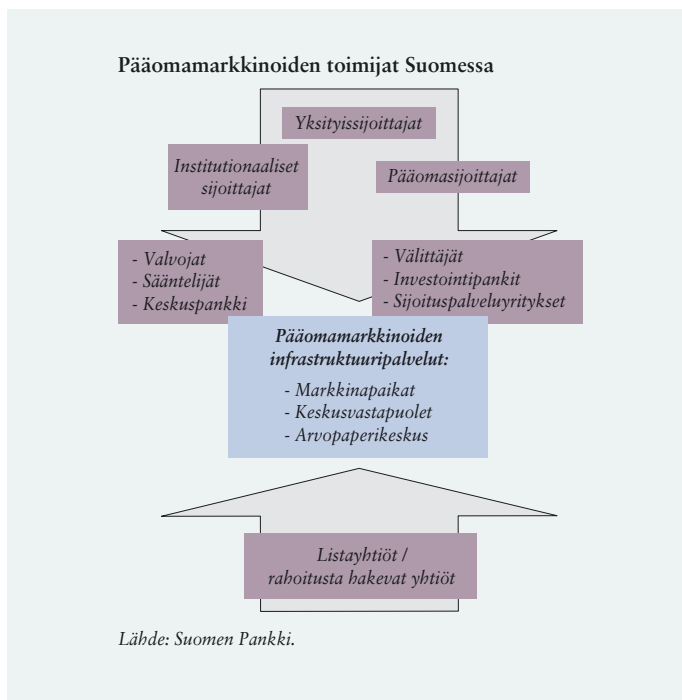 Pääomamarkkinoiden toimijat Suomessa
Yksityissijoittajat
Institutionaaliset
sijoittajat
Pääomasijoittajat
- Valvojat
- Sääntelijät
- Keskuspankki
- Välittäjät
- Investointipankit
- Sijoituspalveluyritykset
Pääomamarkkinoiden
infrastruktuuripalvelut:
- Markkinapaikat
- Keskusvastapuolet
- Arvopaperikeskus
Listayhtiöt /
rahoitusta hakevat yhtiöt
Lähde: Suomen Pankki.